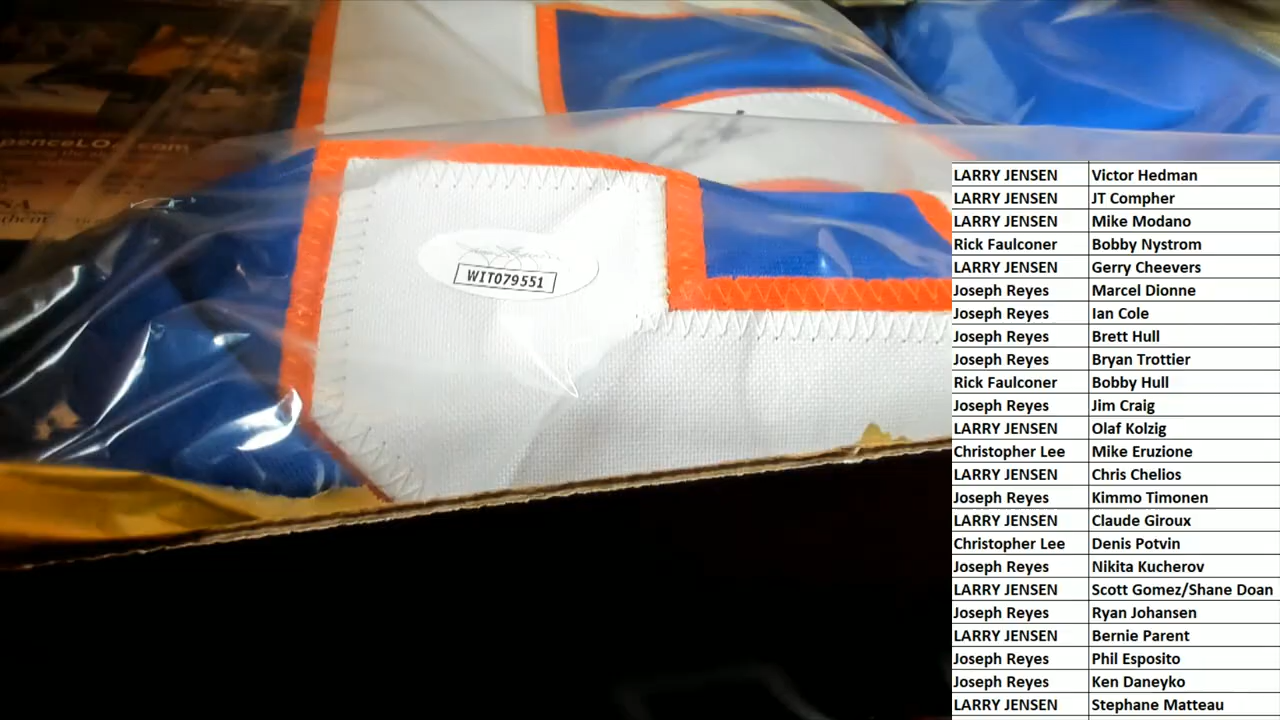 penceLOA.com
WIT079551
LARRY JENSEN Victor Hedman
LARRY JENSEN JT Compher
LARRY JENSEN Mike Modano
Rick Faulconer Bobby Nystrom
LARRY JENSEN Gerry Cheevers
Joseph Reyes Marcel Dionne
Joseph Reyes Ian Cole
Joseph Reyes Brett Hull
Joseph Reyes Bryan Trottier
Rick Faulconer Bobby Hull
Joseph Reyes Jim Craig
LARRY JENSEN Olaf Kolzig
Christopher Lee Mike Eruzione
LARRY JENSEN Chris Chelios
Joseph Reyes Kimmo Timonen
LARRY JENSEN Claude Giroux
Christopher Lee Denis Potvin
Joseph Reyes Nikita Kucherov
LARRY JENSEN Scott Gomez/Shane Doan
Joseph Reyes Ryan Johansen
LARRY JENSEN Bernie Parent
Joseph Reyes Phil Esposito
Joseph Reyes Ken Daneyko
LARRY JENSEN Stephane Matteau